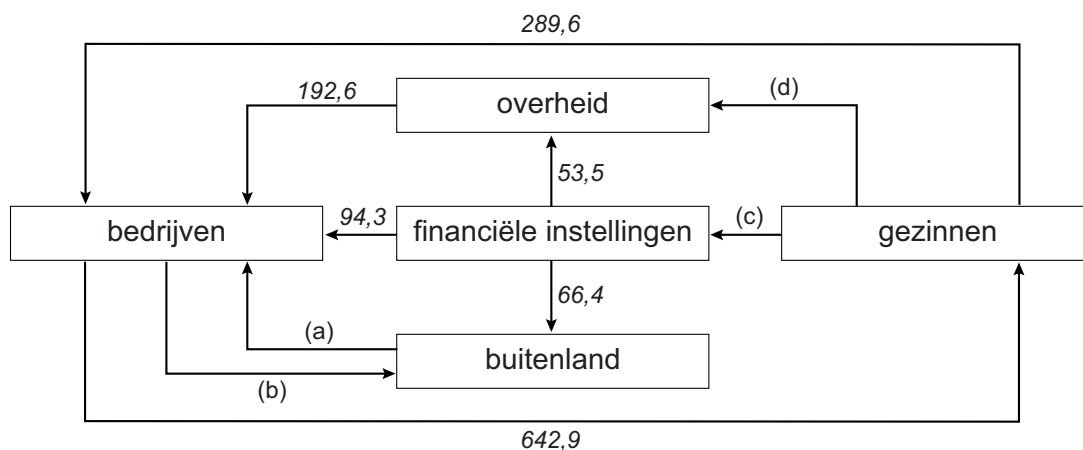 289,6
192,6
overheid
(d)
53,5
bedrijven
94,3
financiële instellingen
(c)
gezinnen
66,4
(a)
buitenland
(b)
642,9